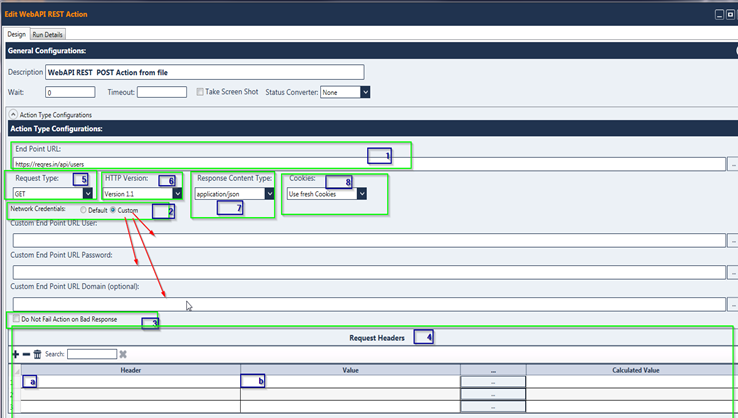 Edit WebAPI REST Action
Design Run Details
General Configurations:
Description WebAPI REST POST Action from file
Wait: 0 Timeout: Take Screen Shot Status Converter: None
Action Type Configurations
Action Type Configurations:
End Point URL: 1
https://reqres.in/api/users ...
Request Type: 5 HTTP Version: 6 Response Content Type: Cookies: 8
GET Version 1.1 application/json Use fresh Cookies
7
Network Credentials: Default Custom 2
Custom End Point URL User:
...
Custom End Point URL Password:
...
Custom End Point URL Domain (optional):
...
Do Not Fail Action on Bad Response 3
Request Headers 4
Search:
Header Value ... Calculated Value
1 a b ...
2 ...
3 ...